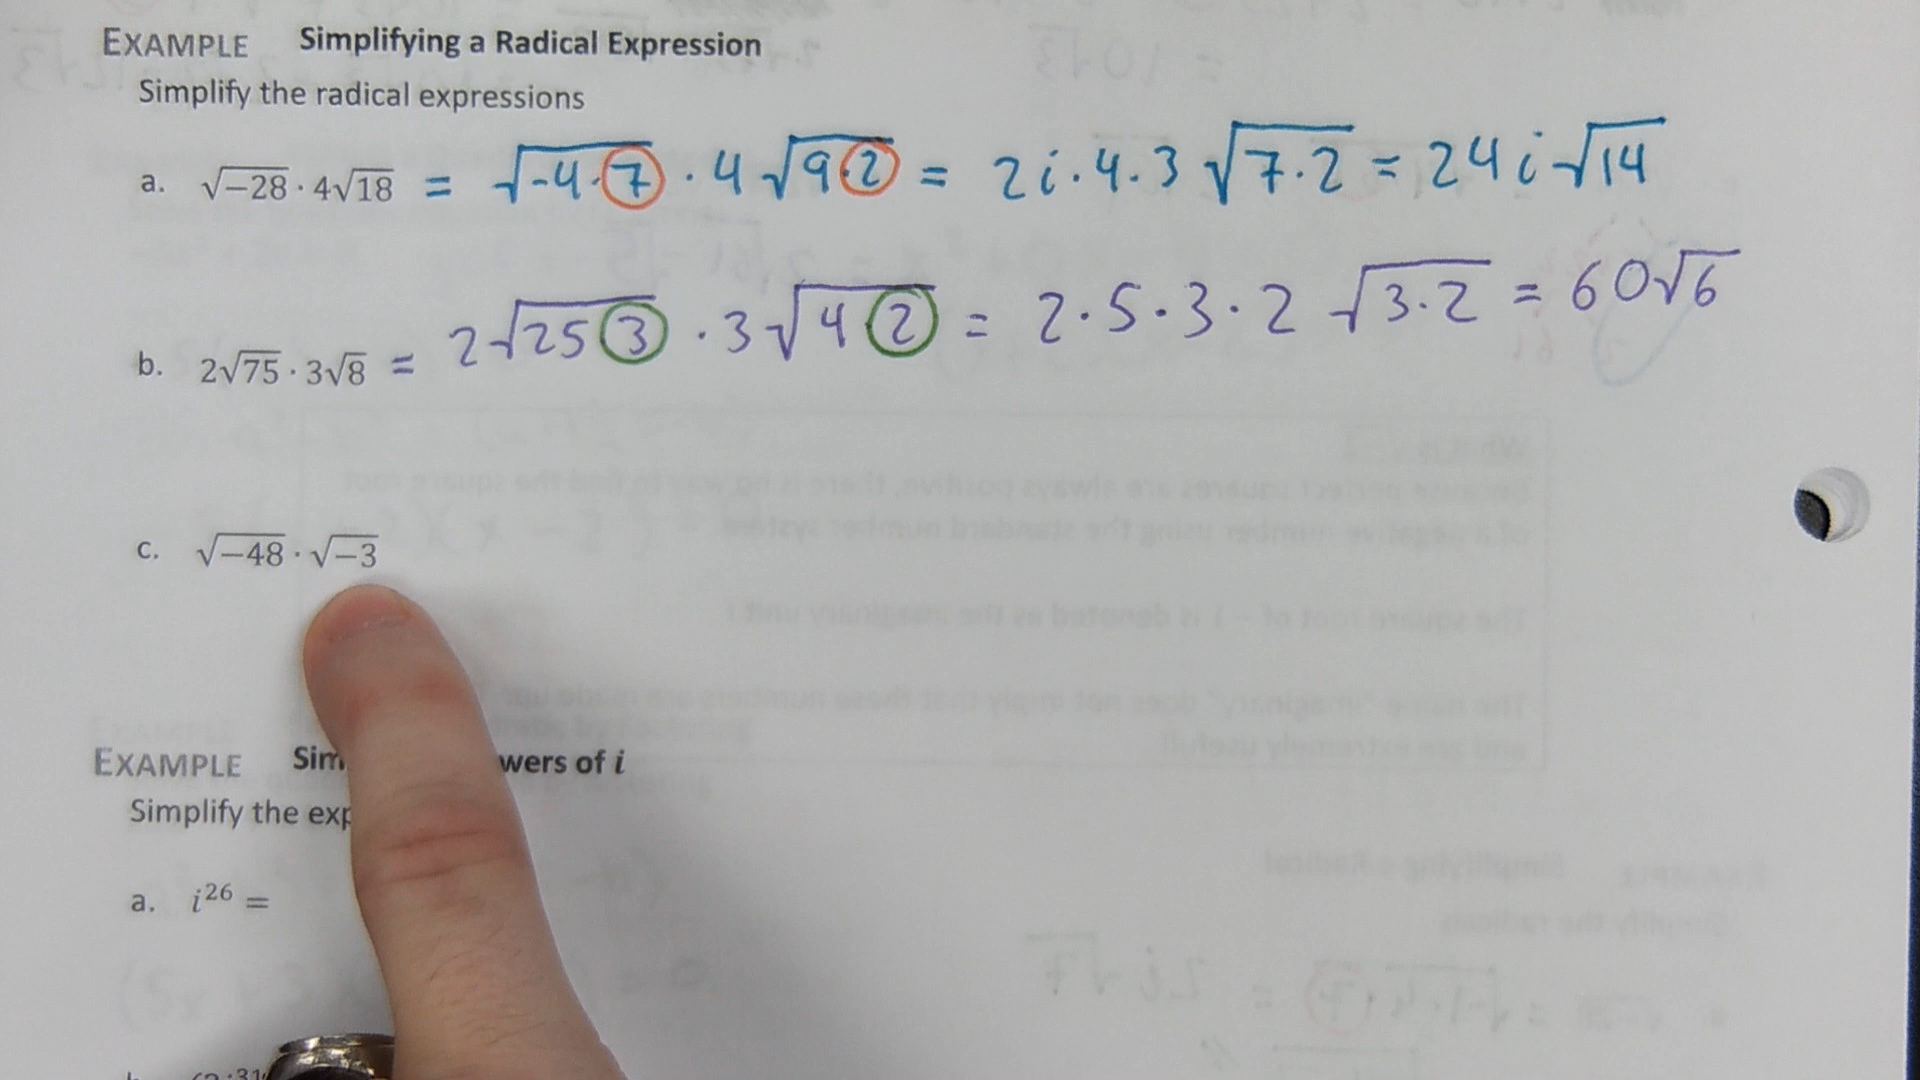 EXAMPLE Simplifying a Radical Expression
Simplify the radical expressions
a. √−28 · 4√18 = √-4·7 · 4√9·2 = 2i·4·3√7·2 = 24i√14
b. 2√75 · 3√8 = 2√25 3 · 3√4 2 = 2·5·3·2√3·2 = 60√6
c. √−48 · √−3
EXAMPLE Sim wers of i
Simplify the exp
a. i²⁶ =